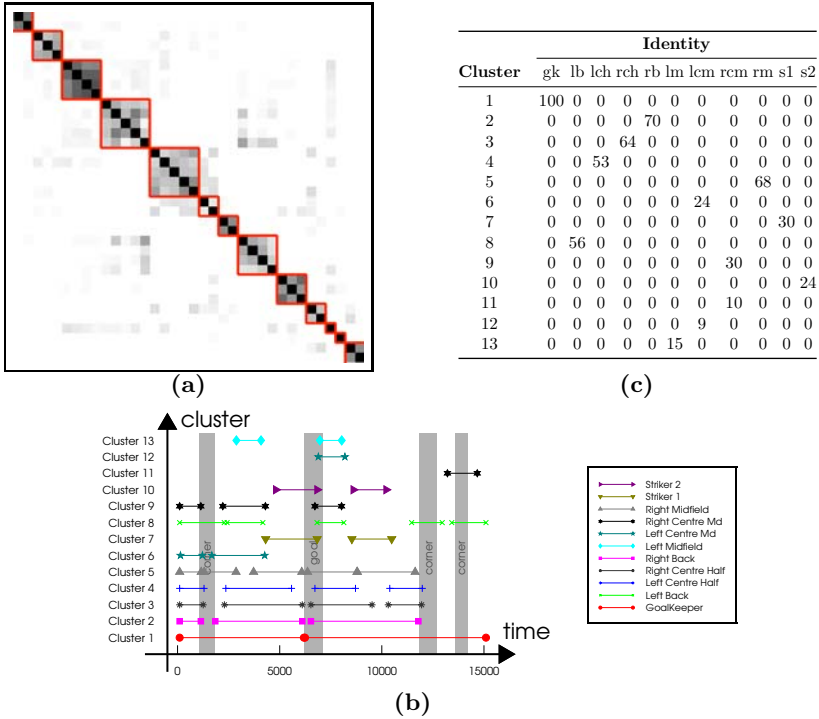 (a)
Identity
Cluster gk lb lch rch rb lm lcm rcm rm s1 s2
1 100 0 0 0 0 0 0 0 0 0 0
2 0 0 0 0 70 0 0 0 0 0 0
3 0 0 0 64 0 0 0 0 0 0 0
4 0 0 53 0 0 0 0 0 0 0 0
5 0 0 0 0 0 0 0 0 68 0 0
6 0 0 0 0 0 0 24 0 0 0 0
7 0 0 0 0 0 0 0 0 0 30 0
8 0 56 0 0 0 0 0 0 0 0 0
9 0 0 0 0 0 0 0 30 0 0 0
10 0 0 0 0 0 0 0 0 0 0 24
11 0 0 0 0 0 0 0 10 0 0 0
12 0 0 0 0 0 0 9 0 0 0 0
13 0 0 0 0 0 15 0 0 0 0 0
(c)
cluster
Cluster 13
Cluster 12
Cluster 11
Cluster 10
Cluster 9
Cluster 8
Cluster 7
Cluster 6
Cluster 5
Cluster 4
Cluster 3
Cluster 2
Cluster 1
corner
goal
corner
corner
time
0 5000 10000 15000
Striker 2
Striker 1
Right Midfield
Right Centre Md
Left Centre Md
Left Midfield
Right Back
Right Centre Half
Left Centre Half
Left Back
GoalKeeper
(b)